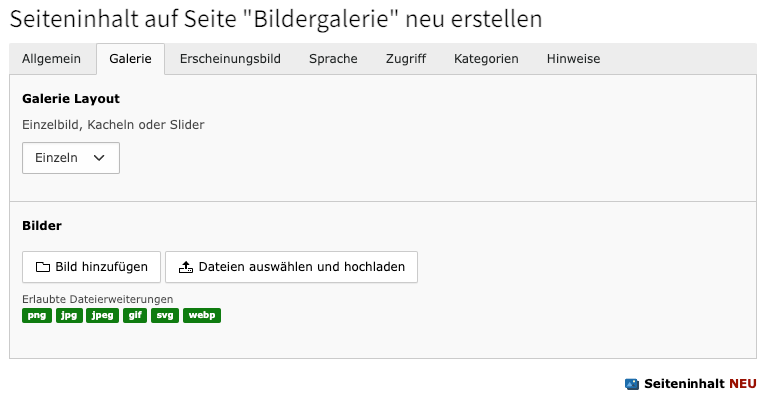 Seiteninhalt auf Seite "Bildergalerie" neu erstellen
Allgemein Galerie Erscheinungsbild Sprache Zugriff Kategorien Hinweise
Galerie Layout
Einzelbild, Kacheln oder Slider
Einzeln
Bilder
Bild hinzufügen Dateien auswählen und hochladen
Erlaubte Dateierweiterungen
png jpg jpeg gif svg webp
Seiteninhalt NEU